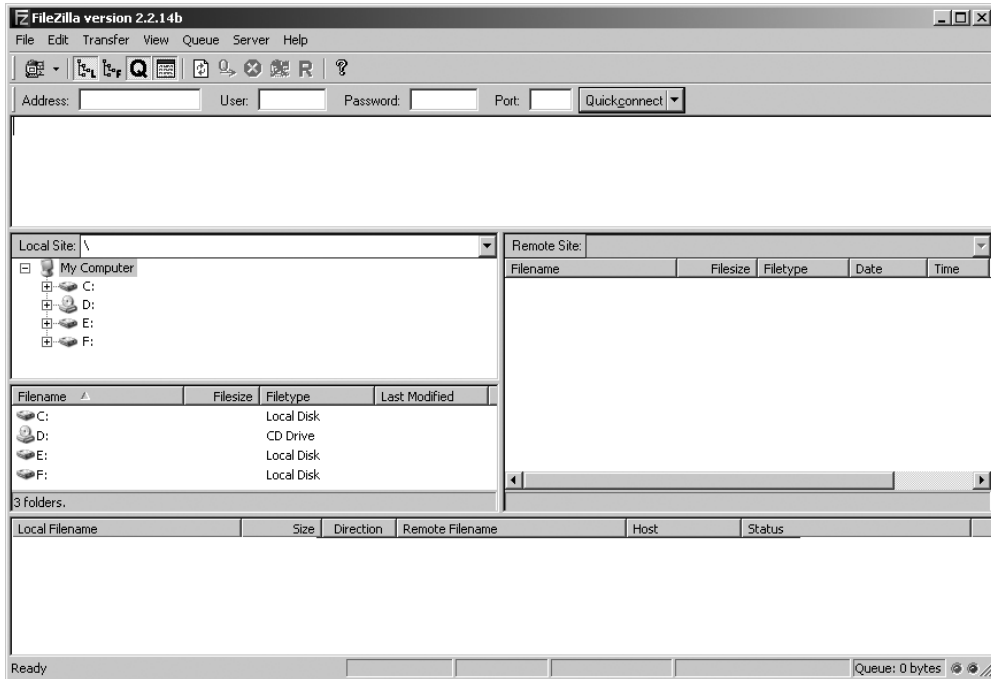 FileZilla version 2.2.14b
File Edit Transfer View Queue Server Help
Address: User: Password: Port: Quickconnect
Local Site: \
My Computer
C:
D:
E:
F:
Filename Filesize Filetype Last Modified
C: Local Disk
D: CD Drive
E: Local Disk
F: Local Disk
3 folders.
Remote Site:
Filename Filesize Filetype Date Time
Local Filename Size Direction Remote Filename Host Status
Ready Queue: 0 bytes